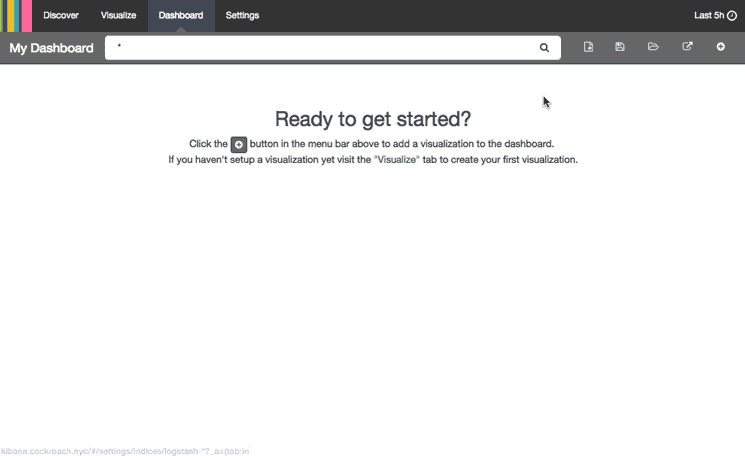 Discover Visualize Dashboard Settings Last 5h
My Dashboard *
Ready to get started?
Click the button in the menu bar above to add a visualization to the dashboard.
If you haven't setup a visualization yet visit the "Visualize" tab to create your first visualization.
kibana.cockroach.nyc/#/settings/indices/logstash-*?_a=(tab:in